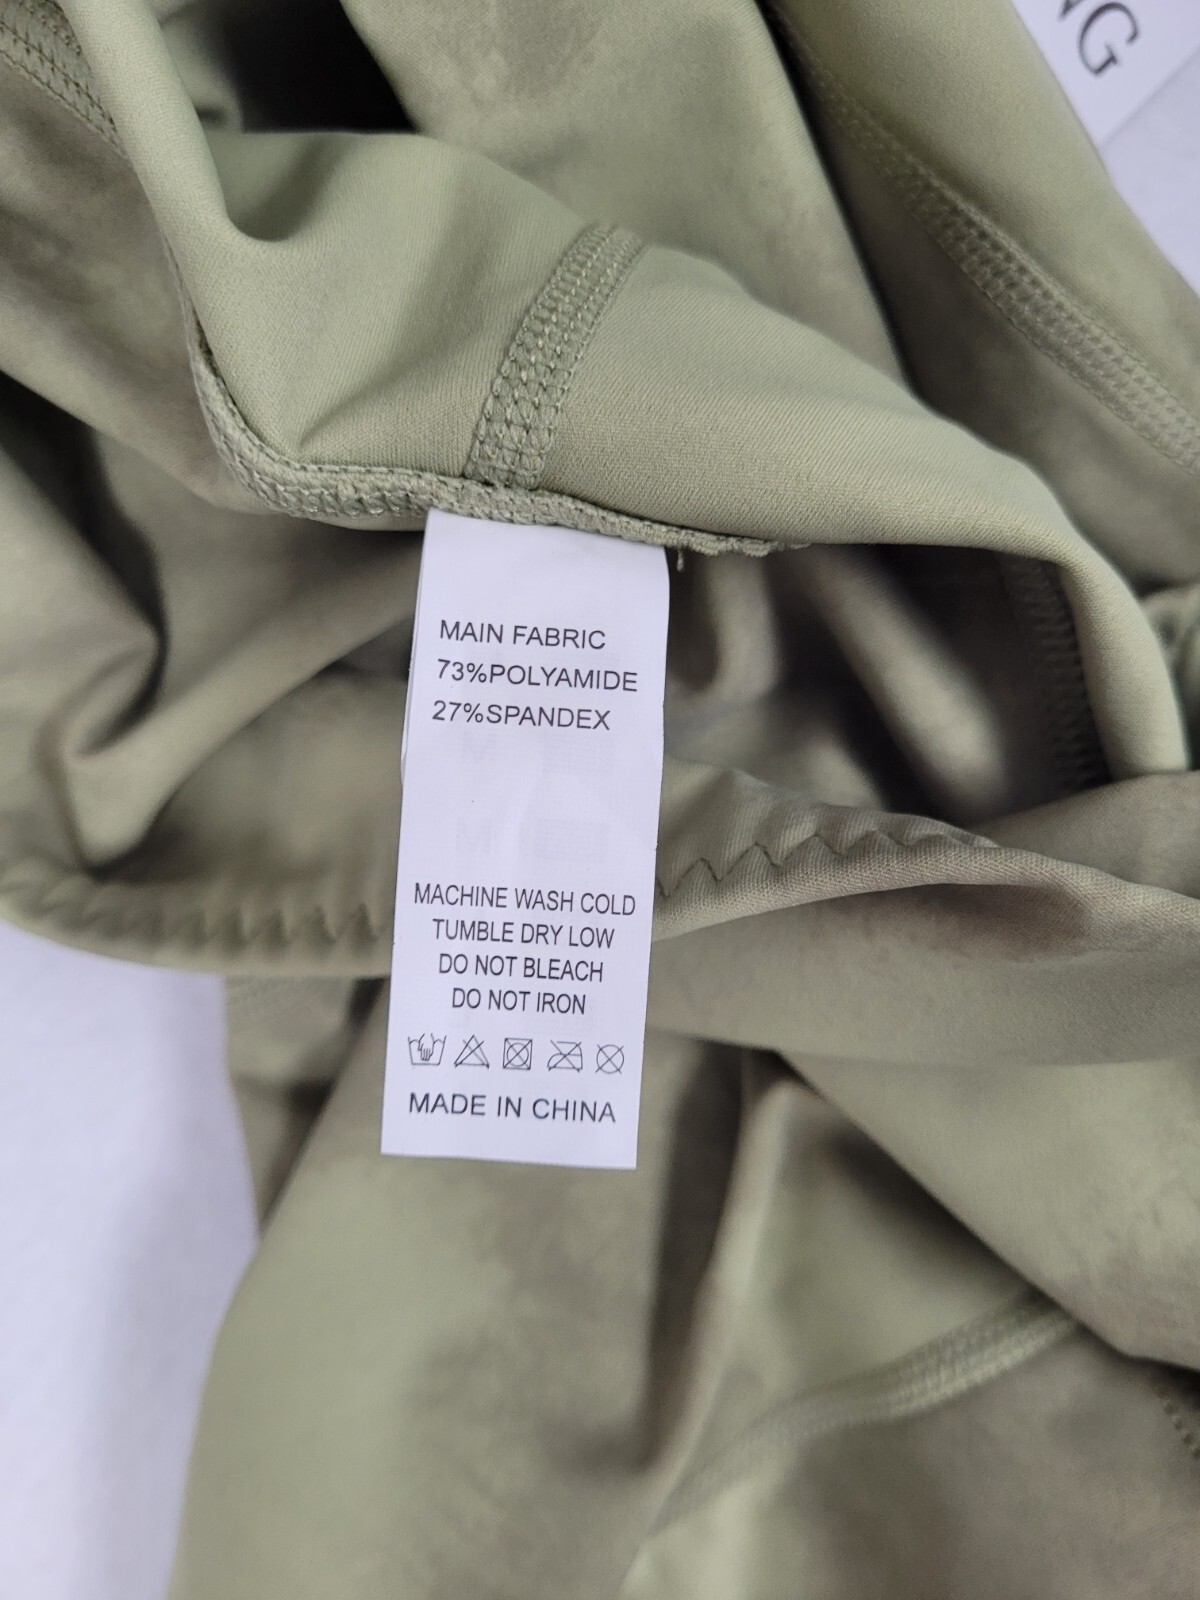 MAIN FABRIC
73%POLYAMIDE
27%SPANDEX
MACHINE WASH COLD
TUMBLE DRY LOW
DO NOT BLEACH
DO NOT IRON
MADE IN CHINA